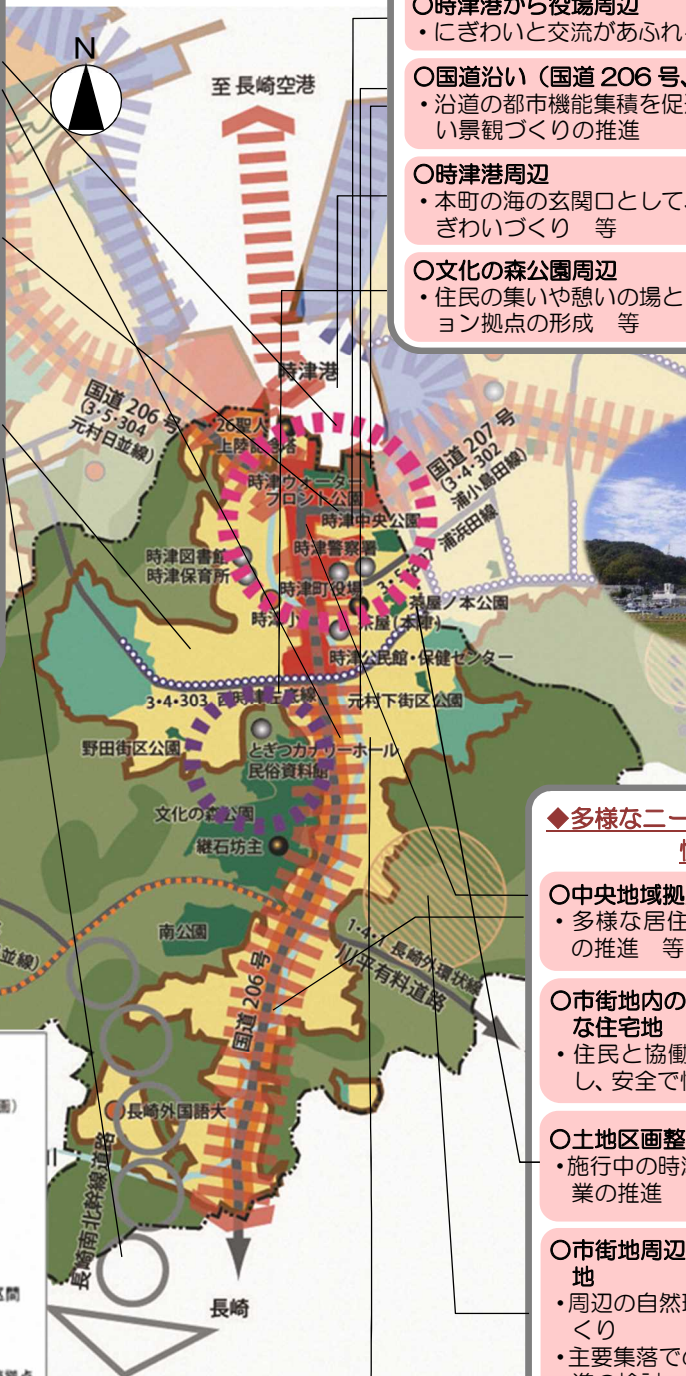 ○時津港から役場周辺
・にぎわいと交流があふれ
○国道沿い（国道 206 号、
・沿道の都市機能集積を促
い景観づくりの推進
○時津港周辺
・本町の海の玄関口として
ぎわいづくり　等
○文化の森公園周辺
・住民の集いや憩いの場と
ョン拠点の形成　等
N
至 長崎空港
時津港
国道 206 号
(3・5・304
元村日並線)
26聖人
上陸記念塔
国道 207 号
(3・4・302
浦小島田線)
時津ウォーター
フロント公園
時津中央公園
浦浜田線
時津警察署
時津図書館
時津保育所
時津町役場
茶屋ノ本公園
時津小
茶屋(本陣)
時津公民館・保健センター
3・4・303
元村下街区公園
野田街区公園
とぎつカナリーホール
民俗資料館
文化の森公園
継石坊主
南公園
並線)
1・4・1 長崎外環状線
川平有料道路
国道 206 号
長崎外国語大
長崎南北幹線道路
川
長崎
画)
区間
拠点
◆多様なニー
○中央地域拠
・多様な居住
の推進　等
○市街地内の
な住宅地
・住民と協働
し、安全で
○土地区画整
・施行中の時
業の推進
○市街地周辺
地
・周辺の自然
くり
・主要集落での